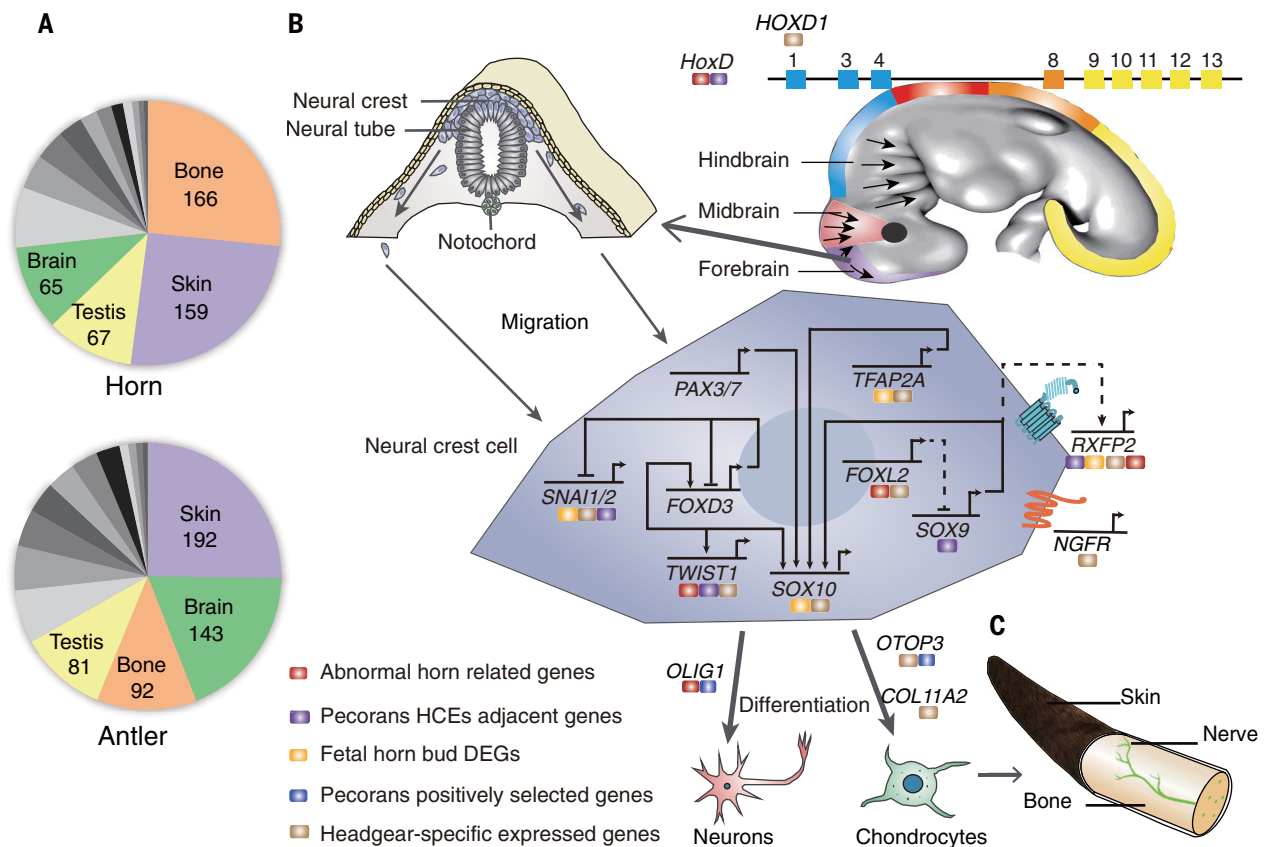 A
Bone
166
Brain
65
Skin
159
Testis
67
Horn
Skin
192
Brain
143
Testis
81
Bone
92
Antler
B
HOXD1
HoxD
1 3 4 8 9 10 11 12 13
Neural crest
Neural tube
Notochord
Hindbrain
Midbrain
Forebrain
Migration
Neural crest cell
PAX3/7
TFAP2A
SNAI1/2
FOXD3
FOXL2
SOX9
RXFP2
NGFR
TWIST1
SOX10
OLIG1
Differentiation
OTOP3
COL11A2
Neurons
Chondrocytes
Abnormal horn related genes
Pecorans HCEs adjacent genes
Fetal horn bud DEGs
Pecorans positively selected genes
Headgear-specific expressed genes
C
Skin
Nerve
Bone